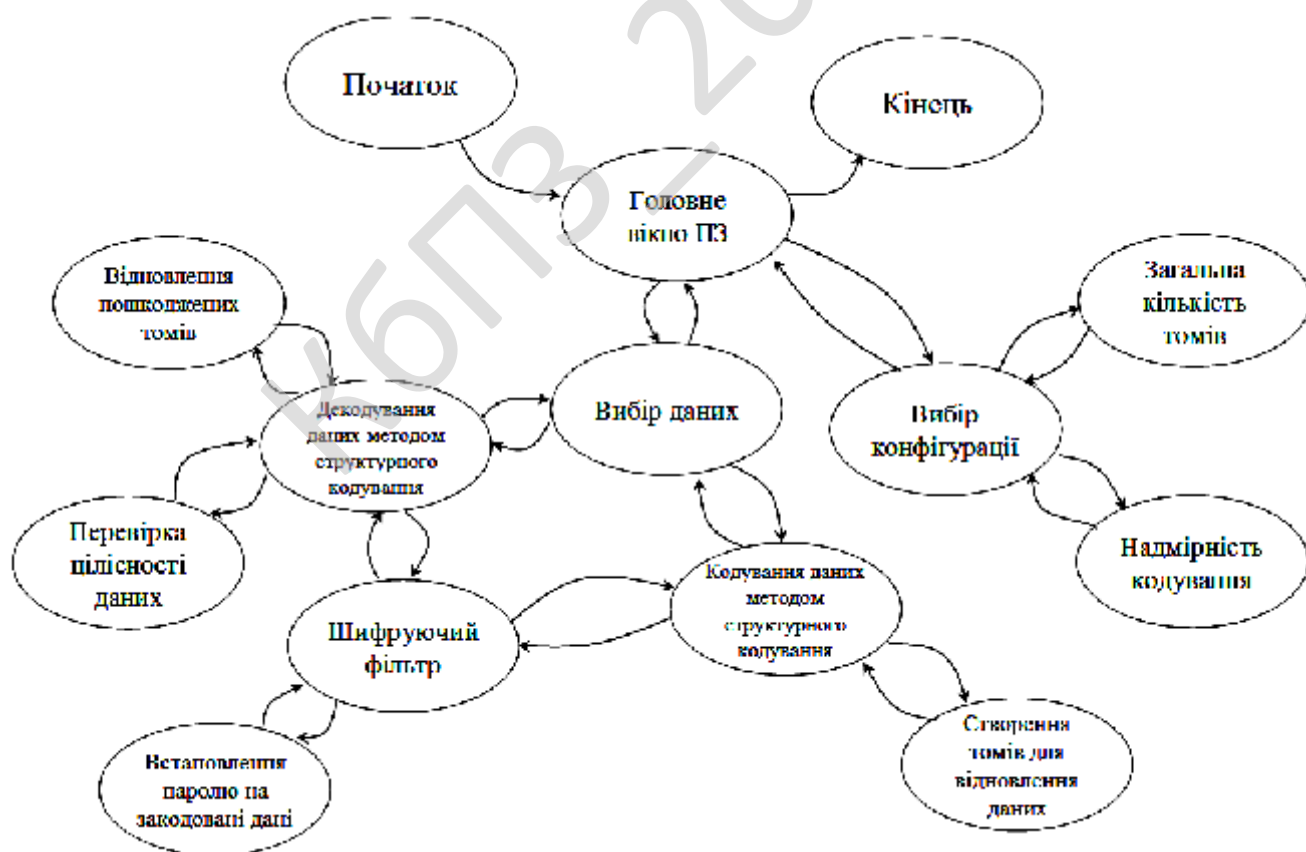 Початок
Кінець
Головне
вікно ПЗ
Відновлення
пошкоджених
томів
Загальна
кількість
томів
Декодування
даних методом
структурного
кодування
Вибір даних
Вибір
конфігурації
Перевірка
цілісності
даних
Надмірність
кодування
Кодування даних
методом
структурного
кодування
Шифруючий
фільтр
Створення
томів для
відновлення
даних
Встановлення
паролю на
закодовані дані
КбПЗ_20